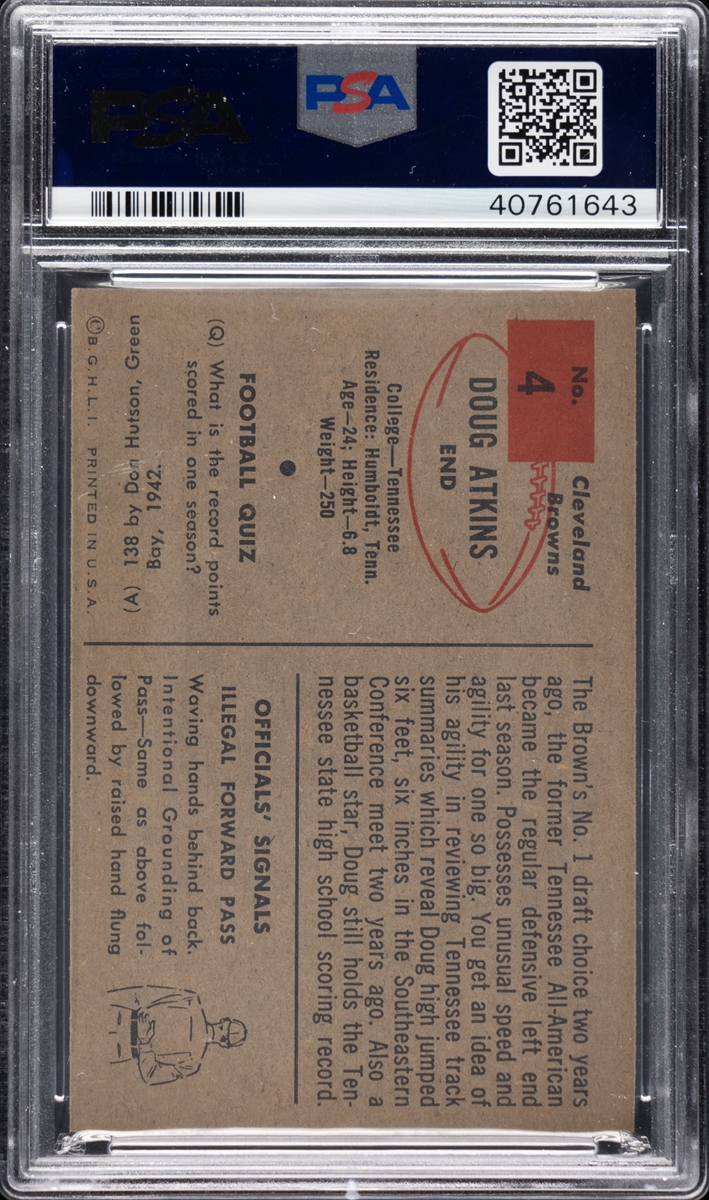 PSA
PSA
40761643
No.
4
Cleveland
Browns
DOUG ATKINS
END
College—Tennessee
Residence: Humboldt, Tenn.
Age—24; Height—6.8
Weight—250
FOOTBALL QUIZ
(Q) What is the record points
scored in one season?
(A) 138 by Don Hutson, Green
Bay, 1942.
©B.G.H.L.I. PRINTED IN U.S.A.
The Brown's No. 1 draft choice two years
ago, the former Tennessee All-American
became the regular defensive left end
last season. Possesses unusual speed and
agility for one so big. You get an idea of
his agility in reviewing Tennessee track
summaries which reveal Doug high jumped
six feet, six inches in the Southeastern
Conference meet two years ago. Also a
basketball star, Doug still holds the Ten-
nessee state high school scoring record.
OFFICIALS' SIGNALS
ILLEGAL FORWARD PASS
Waving hands behind back.
Intentional Grounding of
Pass—Same as above fol-
lowed by raised hand flung
downward.